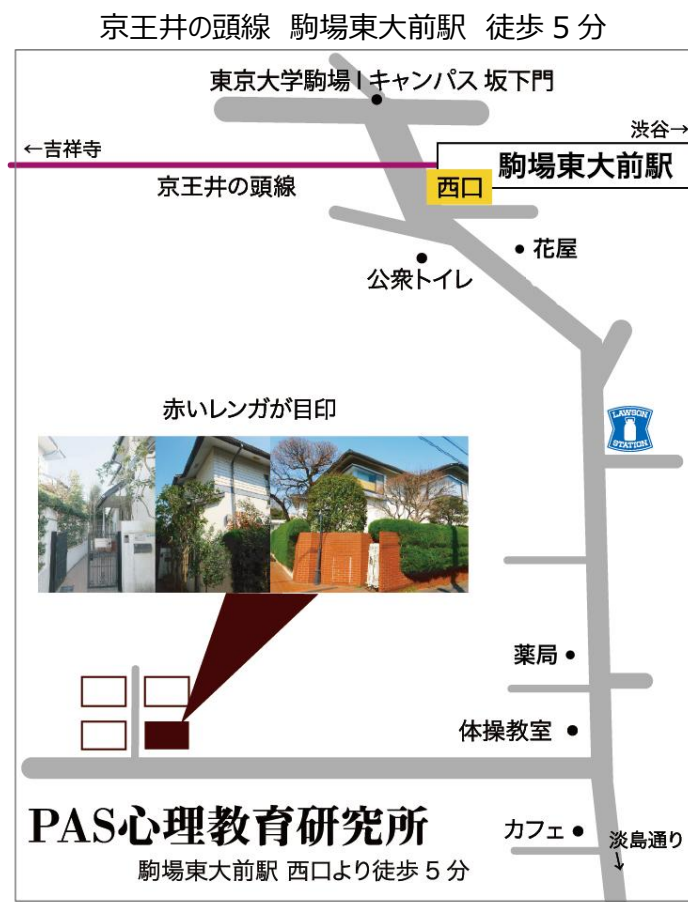 京王井の頭線 駒場東大前駅 徒歩5分
東京大学駒場Iキャンパス 坂下門
渋谷→
←吉祥寺
駒場東大前駅
京王井の頭線
西口
花屋
公衆トイレ
赤いレンガが目印
LAWSON
STATION
薬局
体操教室
PAS心理教育研究所
カフェ
淡島通り
↓
駒場東大前駅 西口より徒歩5分